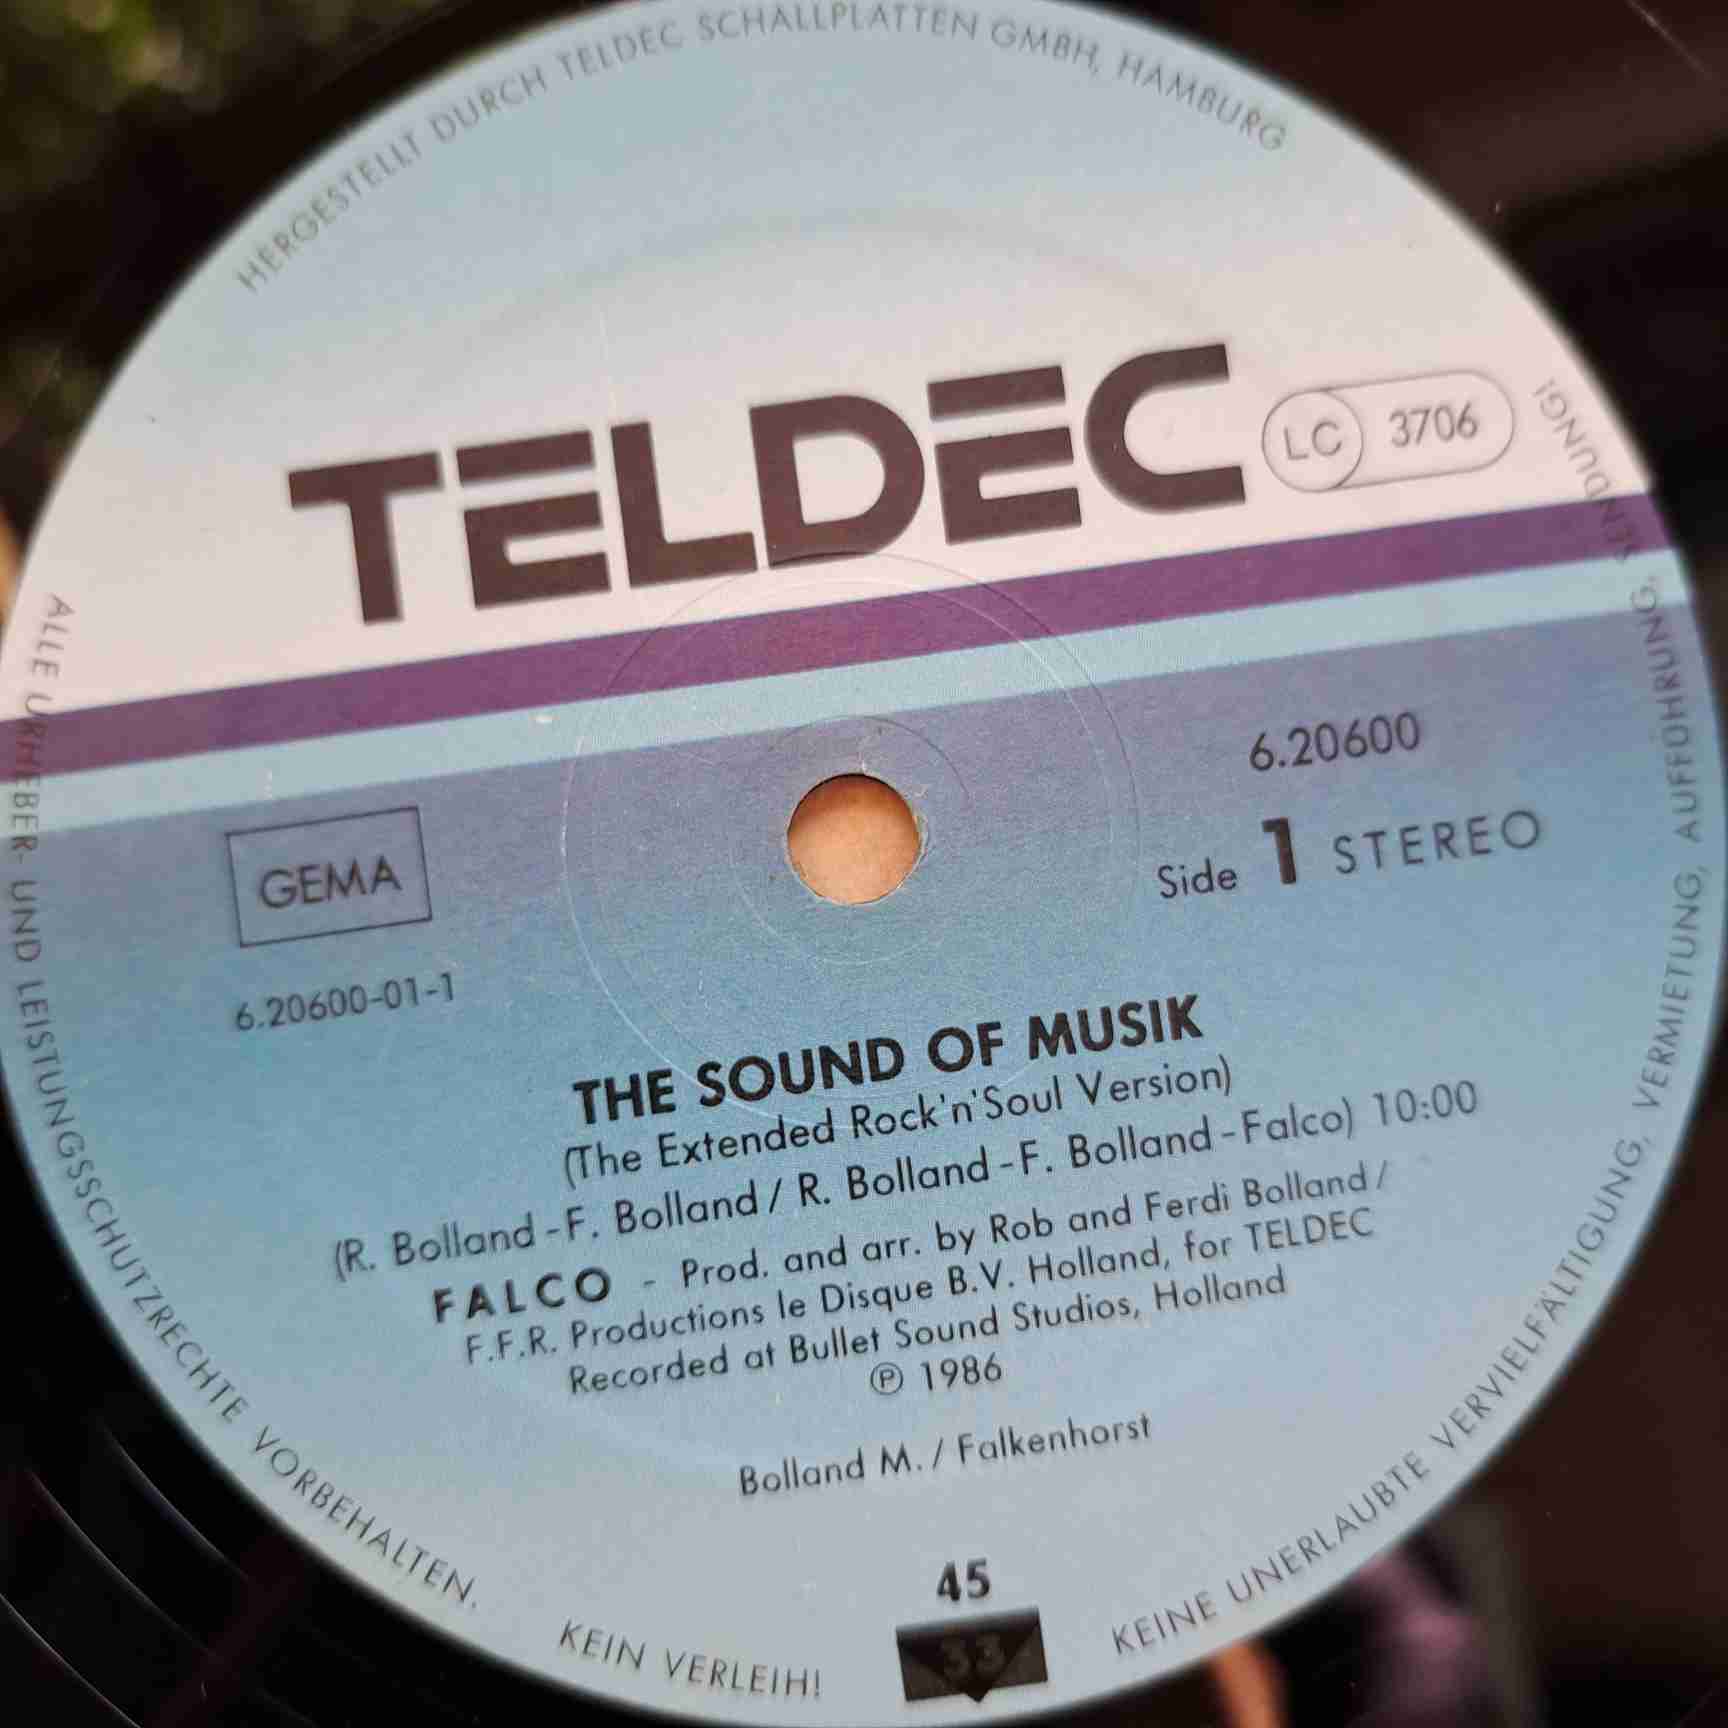 HERGESTELLT DURCH TELDEC SCHALLPLATTEN GMBH, HAMBURG
TELDEC
LC 3706
6.20600
GEMA
Side 1 STEREO
6.20600-01-1
THE SOUND OF MUSIK
(The Extended Rock'n'Soul Version)
(R. Bolland - F. Bolland / R. Bolland - F. Bolland - Falco) 10:00
FALCO - Prod. and arr. by Rob and Ferdi Bolland /
F.F.R. Productions le Disque B.V. Holland, for TELDEC
Recorded at Bullet Sound Studios, Holland
℗ 1986
Bolland M. / Falkenhorst
45
33
ALLE URHEBER- UND LEISTUNGSSCHUTZRECHTE VORBEHALTEN.
KEIN VERLEIH!
KEINE UNERLAUBTE VERVIELFÄLTIGUNG, VERMIETUNG, AUFFÜHRUNG, SENDUNG!